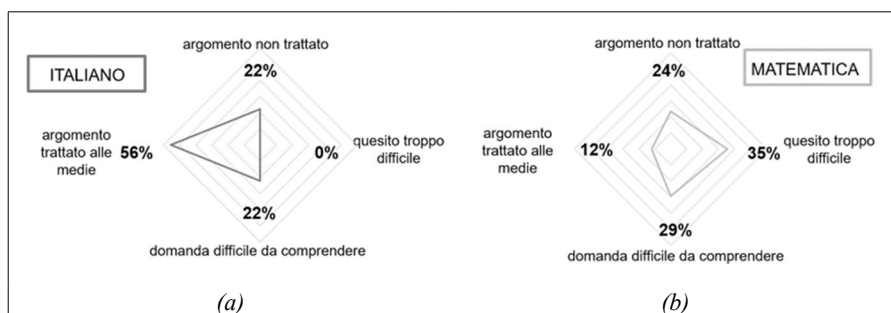 argomento non trattato
22%
ITALIANO
argomento
trattato alle
medie
56%
0%
quesito troppo
difficile
22%
domanda difficile da comprendere
(a)
argomento non trattato
24%
MATEMATICA
argomento
trattato alle
medie
12%
35%
quesito troppo
difficile
29%
domanda difficile da comprendere
(b)